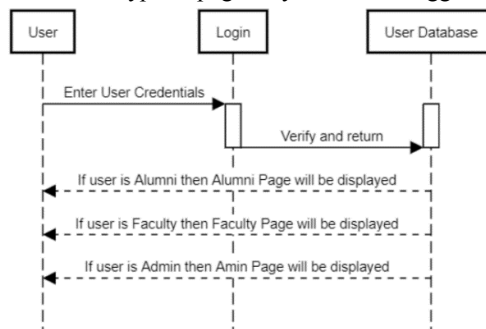 User
Login
User Database
Enter User Credentials
Verify and return
If user is Alumni then Alumni Page will be displayed
If user is Faculty then Faculty Page will be displayed
If user is Admin then Amin Page will be displayed